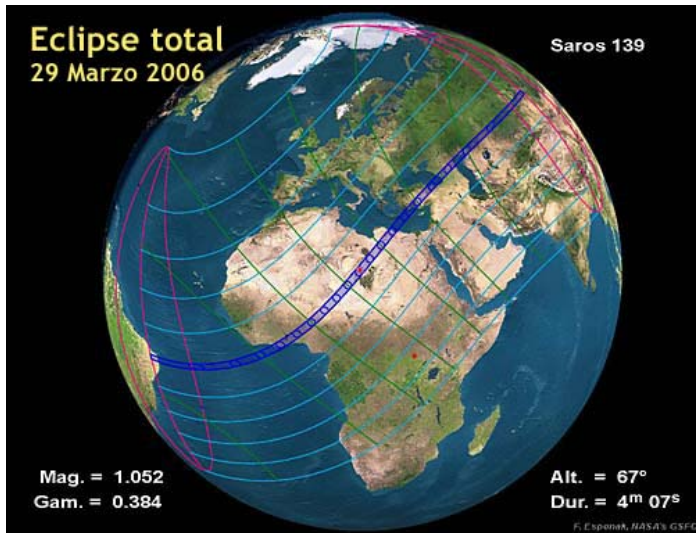 Eclipse total
29 Marzo 2006
Saros 139
Mag. = 1.052
Gam. = 0.384
Alt. = 67°
Dur. = 4ᵐ 07ˢ
F. Espenak, NASA's GSFC